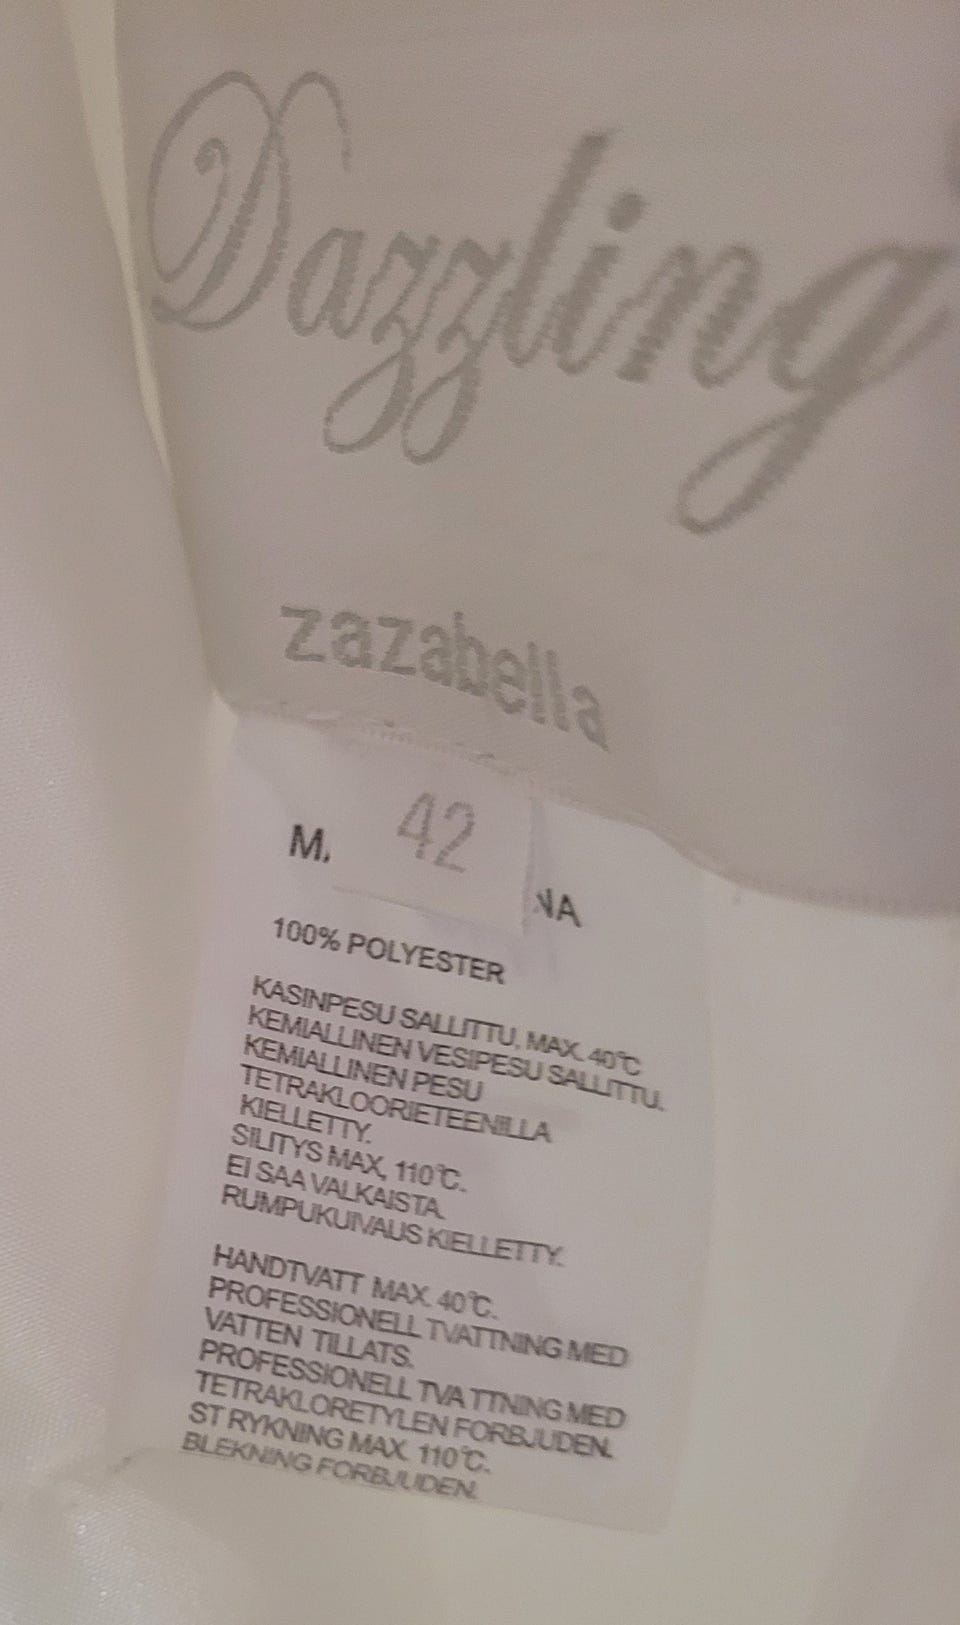 Dazzling
zazabella
42
100% POLYESTER
KASINPESU SALLITTU, MAX. 40°C
KEMIALLINEN VESIPESU SALLITTU.
KEMIALLINEN PESU
TETRAKLOORIETEENILLA
KIELLETTY.
SILITYS MAX, 110°C.
EI SAA VALKAISTA.
RUMPUKUIVAUS KIELLETTY.
HANDTVATT MAX. 40°C.
PROFESSIONELL TVATTNING MED
VATTEN TILLATS.
PROFESSIONELL TVA TTNING MED
TETRAKLORETYLEN FORBJUDEN.
ST RYKNING MAX. 110°C.
BLEKNING FORBJUDEN.